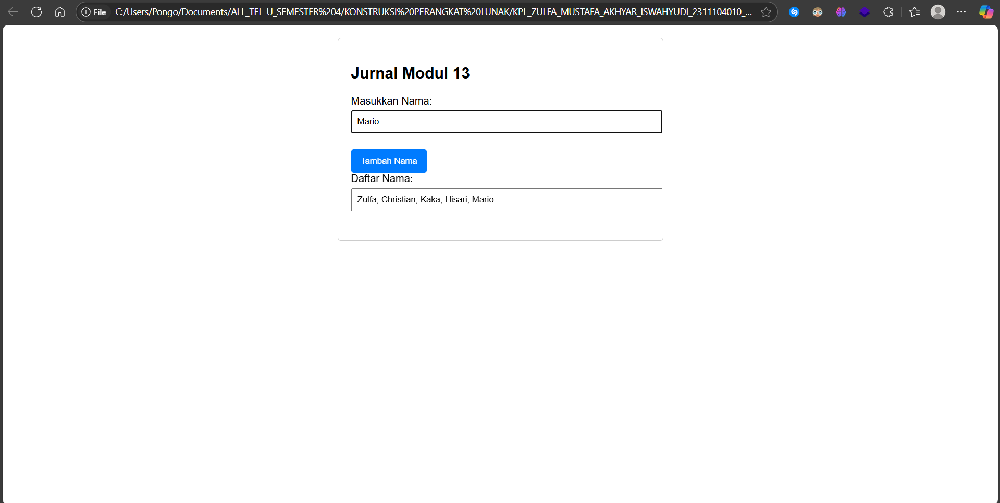 File C:/Users/Pongo/Documents/ALL_TEL-U_SEMESTER%204/KONSTRUKSI%20PERANGKAT%20LUNAK/KPL_ZULFA_MUSTAFA_AKHYAR_ISWAHYUDI_2311104010_...
Jurnal Modul 13
Masukkan Nama:
Mario
Tambah Nama
Daftar Nama:
Zulfa, Christian, Kaka, Hisari, Mario